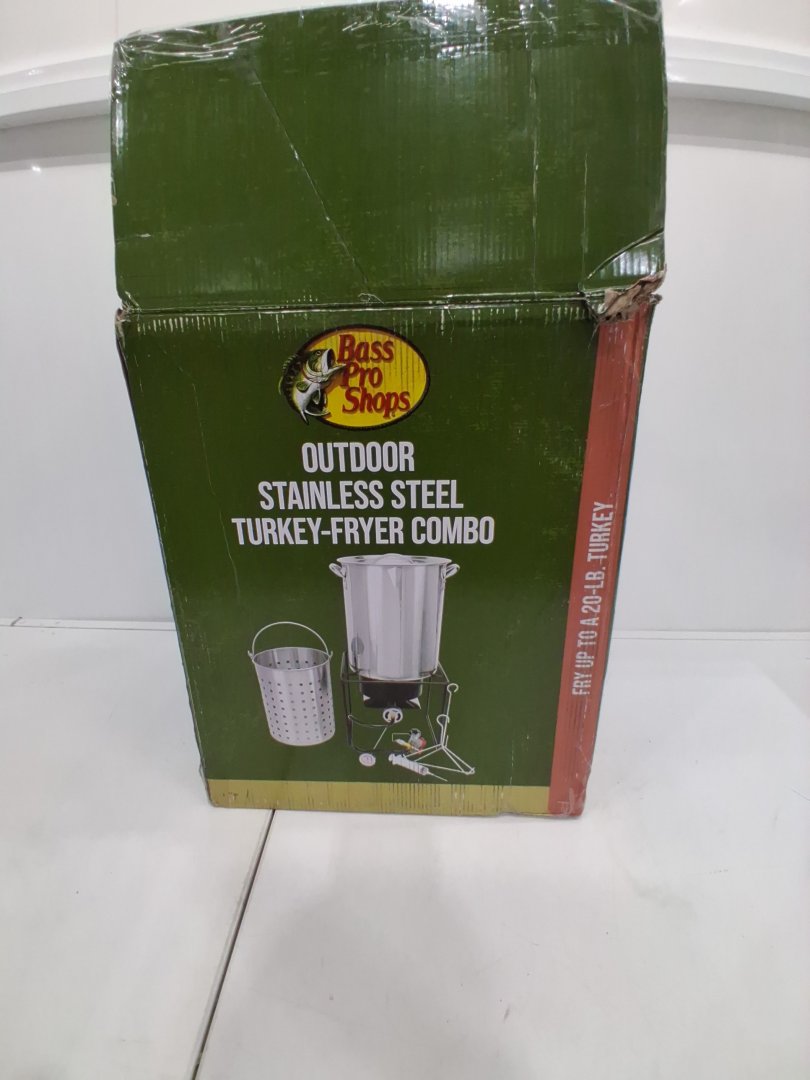 Bass
Pro
Shops
OUTDOOR
STAINLESS STEEL
TURKEY-FRYER COMBO
FRY UP TO A 20-LB. TURKEY